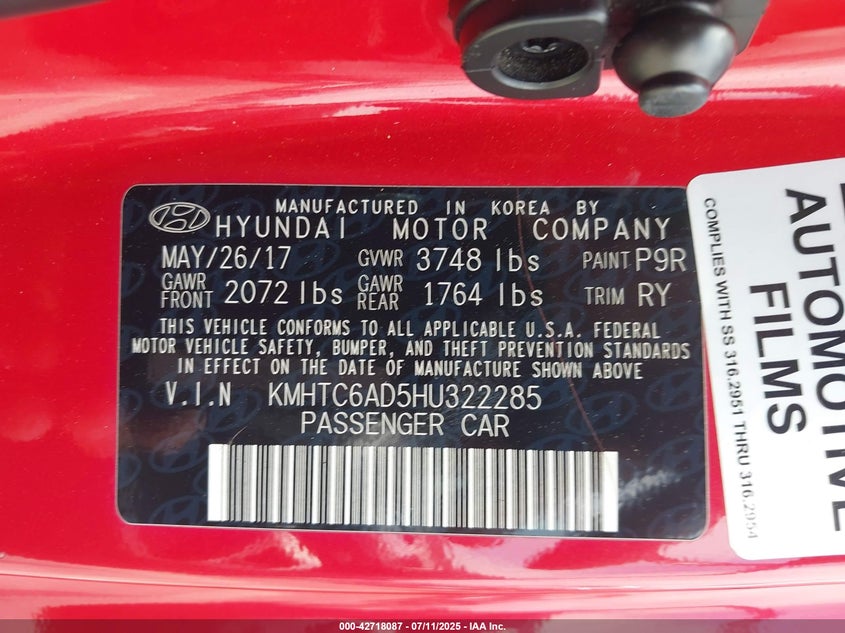 MANUFACTURED IN KOREA BY
HYUNDAI MOTOR COMPANY
MAY/26/17 GVWR 3748 lbs PAINT P9R
GAWR FRONT 2072 lbs GAWR REAR 1764 lbs TRIM RY
THIS VEHICLE CONFORMS TO ALL APPLICABLE U.S.A. FEDERAL
MOTOR VEHICLE SAFETY, BUMPER, AND THEFT PREVENTION STANDARDS
IN EFFECT ON THE DATE OF MANUFACTURE SHOWN ABOVE
V.I.N KMHTC6AD5HU322285
PASSENGER CAR
AUTOMOTIVE
FILMS
COMPLIES WITH SS 316.2951 THRU 316.2954
000-42718087 - 07/11/2025 - IAA Inc.